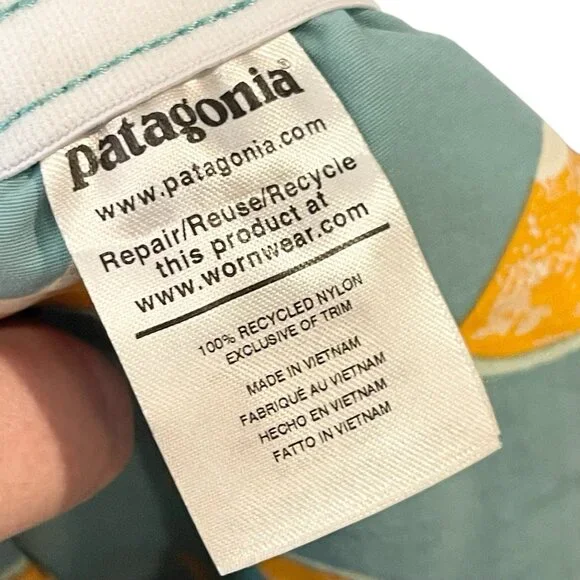 patagonia®
www.patagonia.com
Repair/Reuse/Recycle
this product at
www.wornwear.com
100% RECYCLED NYLON
EXCLUSIVE OF TRIM
MADE IN VIETNAM
FABRIQUÉ AU VIETNAM
HECHO EN VIETNAM
FATTO IN VIETNAM